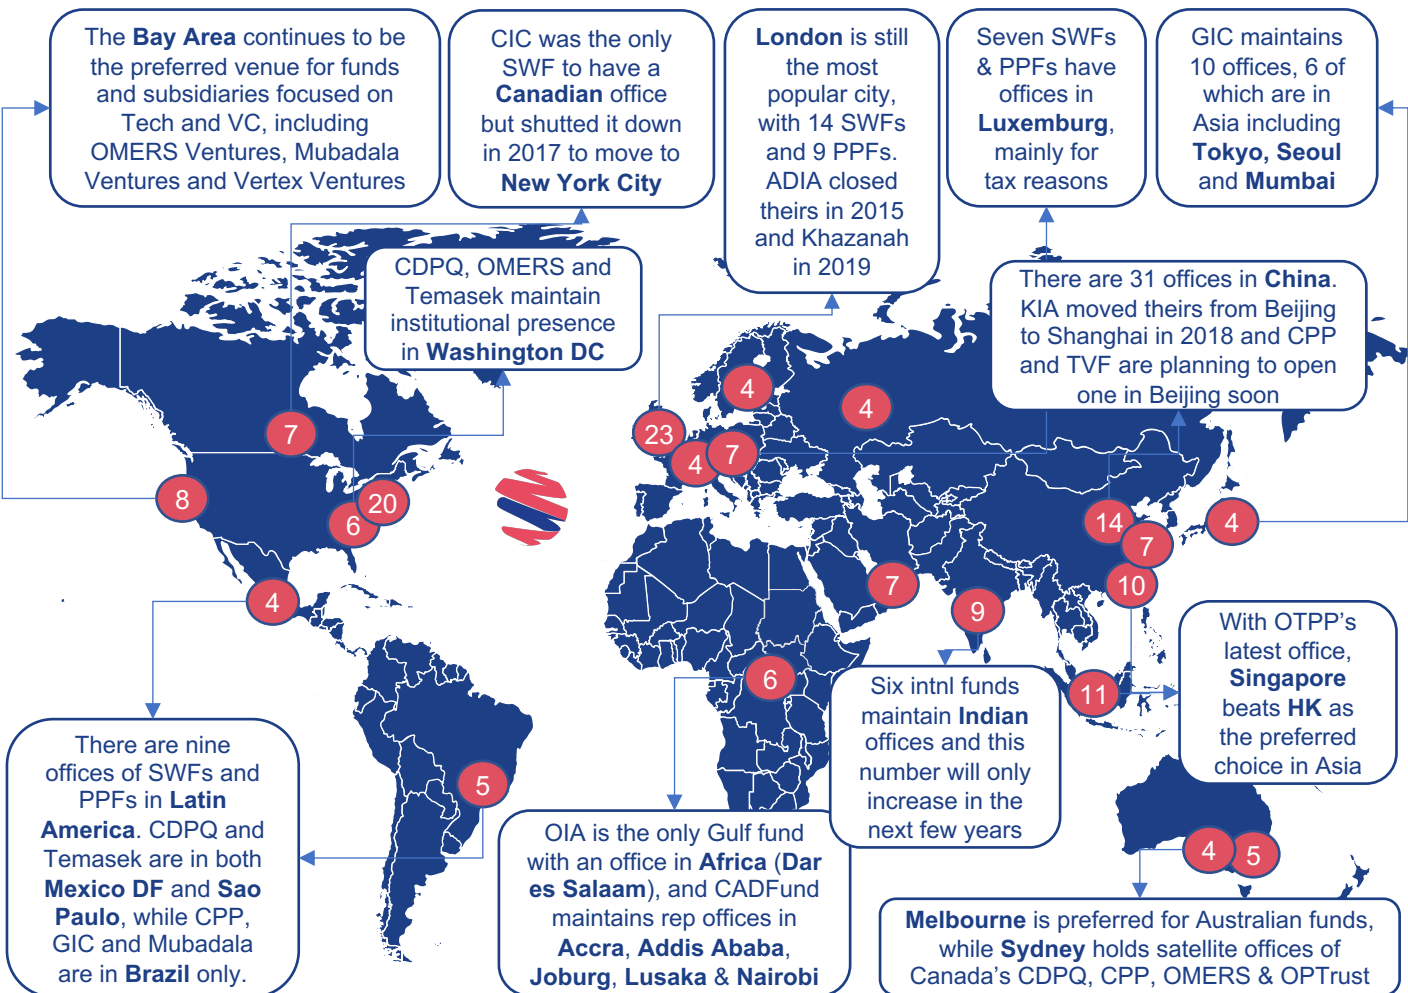 The Bay Area continues to be
the preferred venue for funds
and subsidiaries focused on
Tech and VC, including
OMERS Ventures, Mubadala
Ventures and Vertex Ventures
CIC was the only
SWF to have a
Canadian office
but shutted it down
in 2017 to move to
New York City
London is still
the most
popular city,
with 14 SWFs
and 9 PPFs.
ADIA closed
theirs in 2015
and Khazanah
in 2019
Seven SWFs
& PPFs have
offices in
Luxemburg,
mainly for
tax reasons
GIC maintains
10 offices, 6 of
which are in
Asia including
Tokyo, Seoul
and Mumbai
CDPQ, OMERS and
Temasek maintain
institutional presence
in Washington DC
There are 31 offices in China.
KIA moved theirs from Beijing
to Shanghai in 2018 and CPP
and TVF are planning to open
one in Beijing soon
7
8
20
6
4
5
23
4
4
7
4
14
7
4
10
7
9
6
11
4
5
With OTPP's
latest office,
Singapore
beats HK as
the preferred
choice in Asia
Six intnl funds
maintain Indian
offices and this
number will only
increase in the
next few years
There are nine
offices of SWFs and
PPFs in Latin
America. CDPQ and
Temasek are in both
Mexico DF and Sao
Paulo, while CPP,
GIC and Mubadala
are in Brazil only.
OIA is the only Gulf fund
with an office in Africa (Dar
es Salaam), and CADFund
maintains rep offices in
Accra, Addis Ababa,
Joburg, Lusaka & Nairobi
Melbourne is preferred for Australian funds,
while Sydney holds satellite offices of
Canada's CDPQ, CPP, OMERS & OPTrust